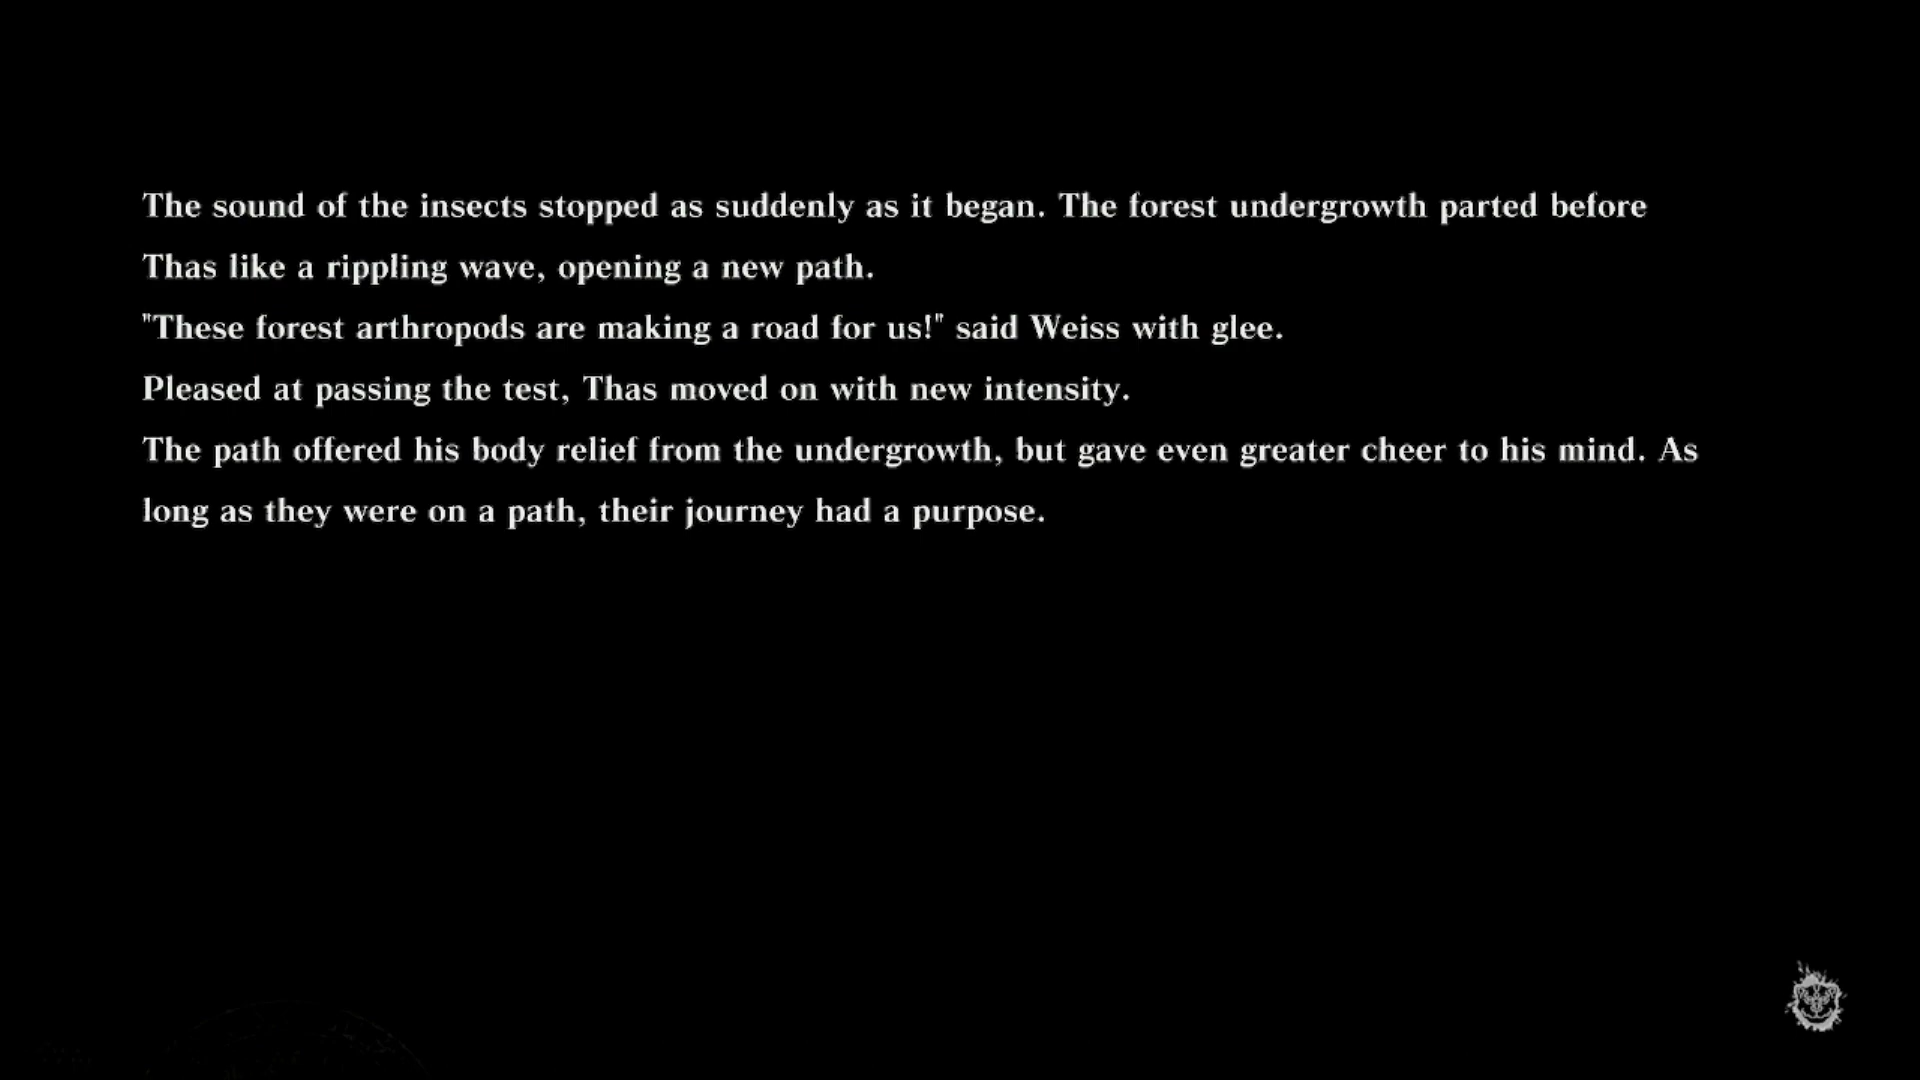 The sound of the insects stopped as suddenly as it began. The forest undergrowth parted before
Thas like a rippling wave, opening a new path.
"These forest arthropods are making a road for us!" said Weiss with glee.
Pleased at passing the test, Thas moved on with new intensity.
The path offered his body relief from the undergrowth, but gave even greater cheer to his mind. As
long as they were on a path, their journey had a purpose.